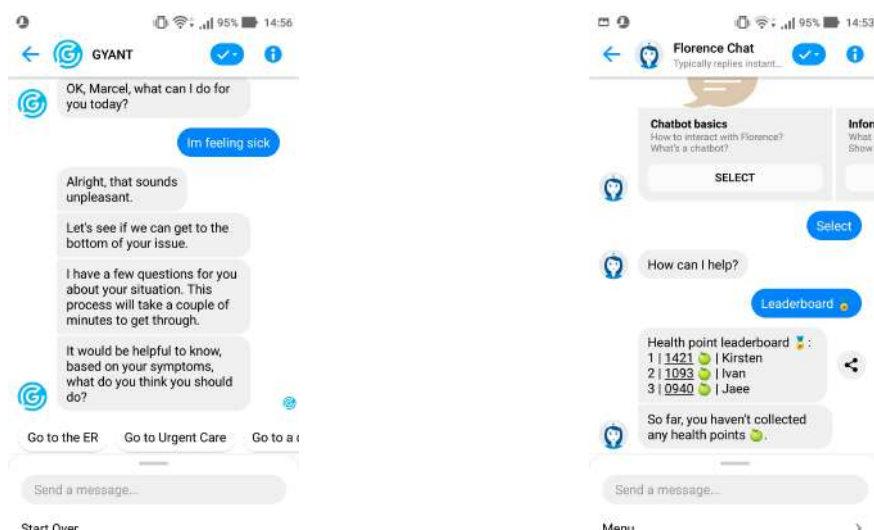 95% 14:56
GYANT
OK, Marcel, what can I do for
you today?
Im feeling sick
Alright, that sounds
unpleasant.
Let's see if we can get to the
bottom of your issue.
I have a few questions for you
about your situation. This
process will take a couple of
minutes to get through.
It would be helpful to know,
based on your symptoms,
what do you think you should
do?
Go to the ER Go to Urgent Care Go to a
Send a message...
Start Over
95% 14:53
Florence Chat
Typically replies instant...
Chatbot basics
How to interact with Florence?
What's a chatbot?
SELECT
Infor
What
Show
Select
How can I help?
Leaderboard 🏅
Health point leaderboard 🏅:
1 | 1421 🍏 | Kirsten
2 | 1093 🍏 | Ivan
3 | 0940 🍏 | Jaee
So far, you haven't collected
any health points 🍏.
Send a message...
Menu